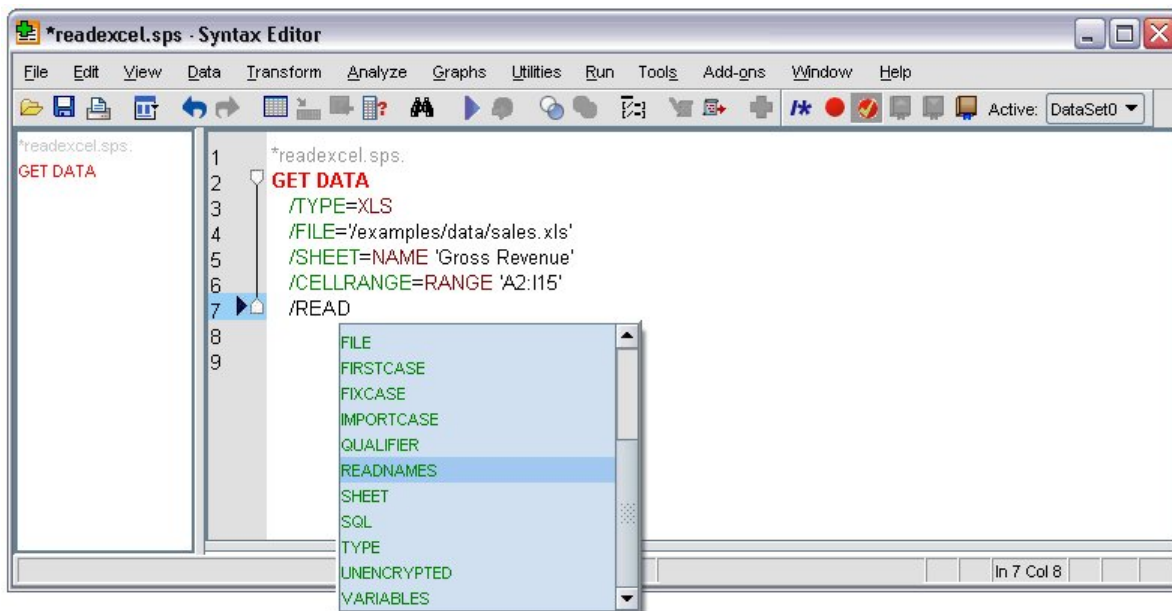 *readexcel.sps - Syntax Editor
File Edit View Data Transform Analyze Graphs Utilities Run Tools Add-ons Window Help
Active: DataSet0
*readexcel.sps.
GET DATA
1 *readexcel.sps.
2 GET DATA
3 /TYPE=XLS
4 /FILE='/examples/data/sales.xls'
5 /SHEET=NAME 'Gross Revenue'
6 /CELLRANGE=RANGE 'A2:I15'
7 /READ
8
9
FILE
FIRSTCASE
FIXCASE
IMPORTCASE
QUALIFIER
READNAMES
SHEET
SQL
TYPE
UNENCRYPTED
VARIABLES
In 7 Col 8